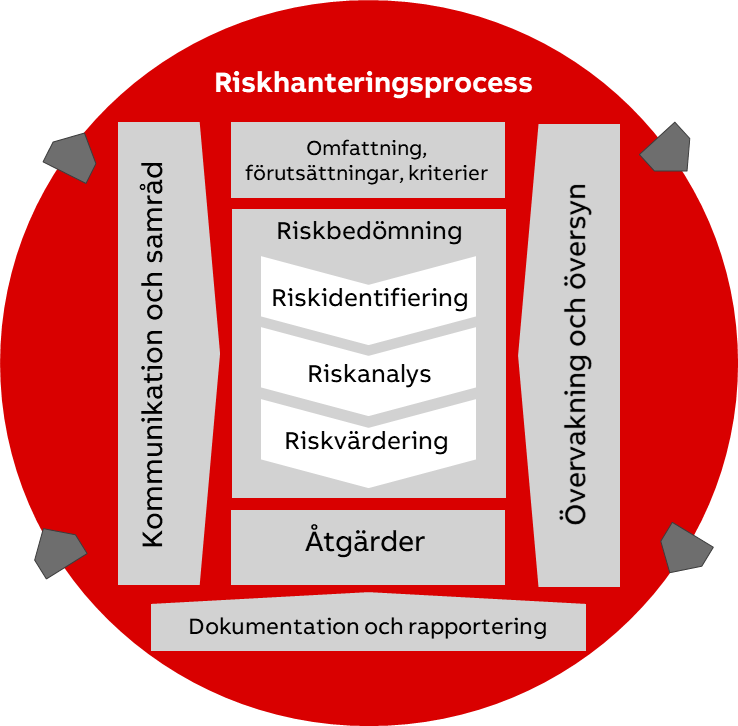 Riskhanteringsprocess
Omfattning,
förutsättningar, kriterier
Kommunikation och samråd
Riskbedömning
Riskidentifiering
Riskanalys
Riskvärdering
Övervakning och översyn
Åtgärder
Dokumentation och rapportering